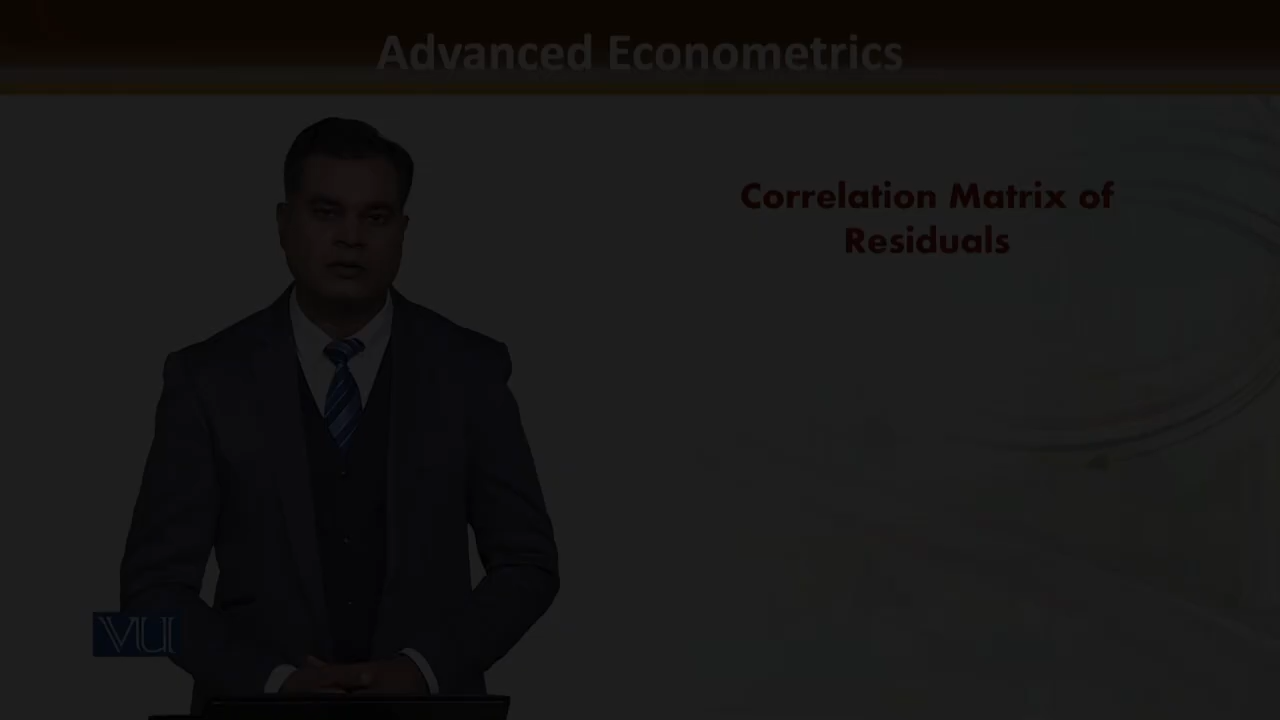 Advanced Econometrics
Correlation Matrix of
Residuals
VU